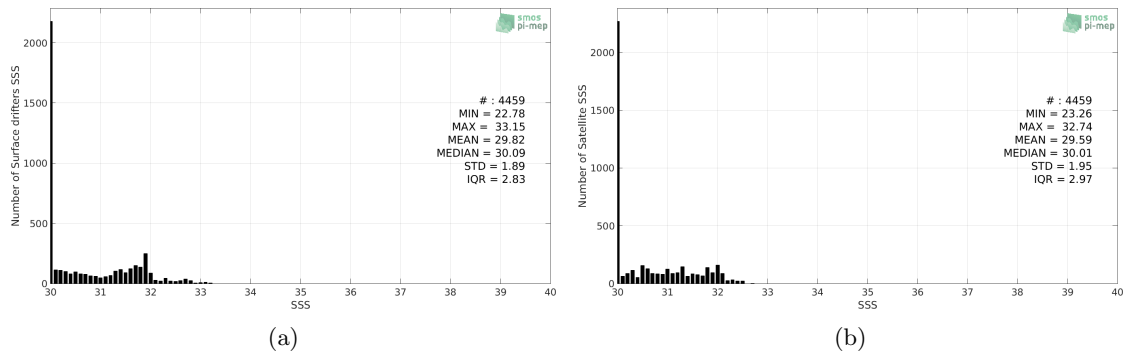 smos
pi-mep
Number of Surface drifters SSS
2000
1500
1000
500
0
# : 4459
MIN = 22.78
MAX = 33.15
MEAN = 29.82
MEDIAN = 30.09
STD = 1.89
IQR = 2.83
30 31 32 33 34 35 36 37 38 39 40
SSS
(a)
smos
pi-mep
Number of Satellite SSS
2000
1500
1000
500
0
# : 4459
MIN = 23.26
MAX = 32.74
MEAN = 29.59
MEDIAN = 30.01
STD = 1.95
IQR = 2.97
30 31 32 33 34 35 36 37 38 39 40
SSS
(b)